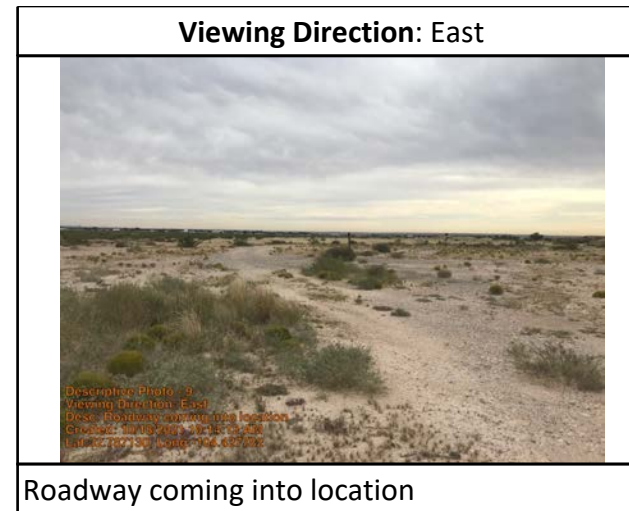 Viewing Direction: East
Descriptive Photo - 9
Viewing Direction: East
Desc: Roadway coming into location
Created:
Lat: Long:
Roadway coming into location